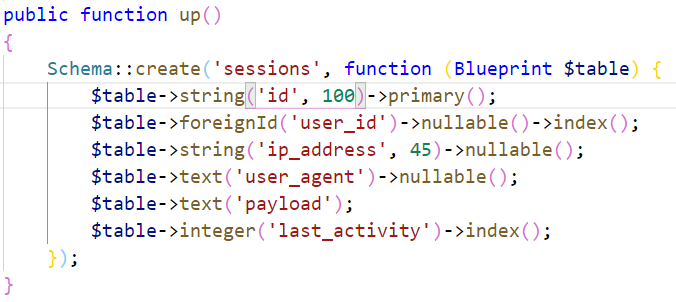 public function up()
{
    Schema::create('sessions', function (Blueprint $table) {
        $table->string('id', 100)->primary();
        $table->foreignId('user_id')->nullable()->index();
        $table->string('ip_address', 45)->nullable();
        $table->text('user_agent')->nullable();
        $table->text('payload');
        $table->integer('last_activity')->index();
    });
}